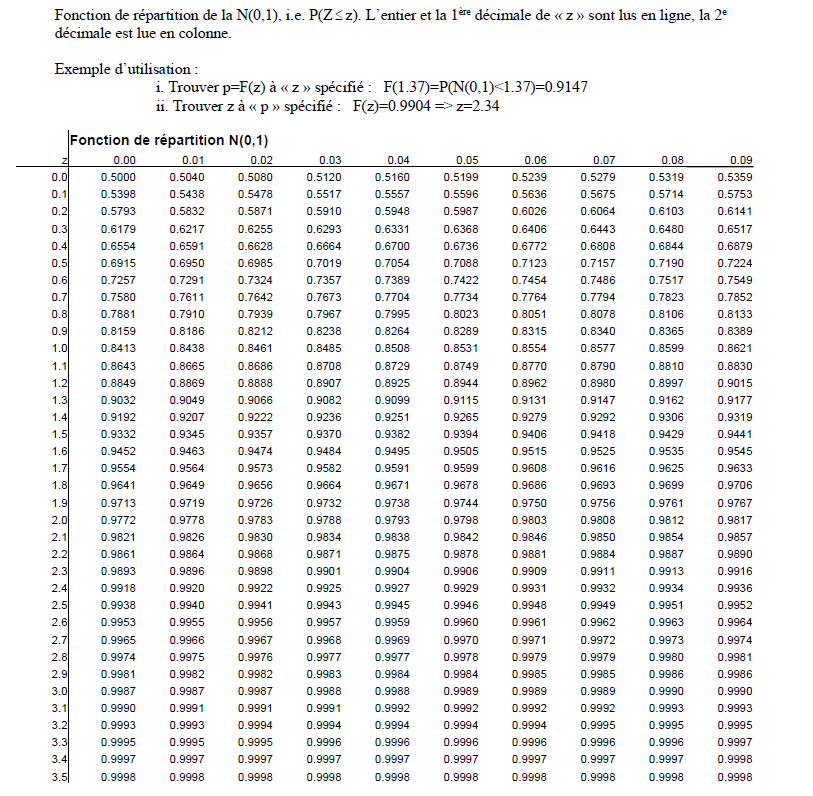 Fonction de répartition de la N(0,1), i.e. P(Z≤z). L'entier et la 1ère décimale de « z » sont lus en ligne, la 2e
décimale est lue en colonne.
Exemple d'utilisation :
i. Trouver p=F(z) à « z » spécifié : F(1.37)=P(N(0,1)<1.37)=0.9147
ii. Trouver z à « p » spécifié : F(z)=0.9904 => z=2.34
Fonction de répartition N(0,1)
z 0.00 0.01 0.02 0.03 0.04 0.05 0.06 0.07 0.08 0.09
0.0 0.5000 0.5040 0.5080 0.5120 0.5160 0.5199 0.5239 0.5279 0.5319 0.5359
0.1 0.5398 0.5438 0.5478 0.5517 0.5557 0.5596 0.5636 0.5675 0.5714 0.5753
0.2 0.5793 0.5832 0.5871 0.5910 0.5948 0.5987 0.6026 0.6064 0.6103 0.6141
0.3 0.6179 0.6217 0.6255 0.6293 0.6331 0.6368 0.6406 0.6443 0.6480 0.6517
0.4 0.6554 0.6591 0.6628 0.6664 0.6700 0.6736 0.6772 0.6808 0.6844 0.6879
0.5 0.6915 0.6950 0.6985 0.7019 0.7054 0.7088 0.7123 0.7157 0.7190 0.7224
0.6 0.7257 0.7291 0.7324 0.7357 0.7389 0.7422 0.7454 0.7486 0.7517 0.7549
0.7 0.7580 0.7611 0.7642 0.7673 0.7704 0.7734 0.7764 0.7794 0.7823 0.7852
0.8 0.7881 0.7910 0.7939 0.7967 0.7995 0.8023 0.8051 0.8078 0.8106 0.8133
0.9 0.8159 0.8186 0.8212 0.8238 0.8264 0.8289 0.8315 0.8340 0.8365 0.8389
1.0 0.8413 0.8438 0.8461 0.8485 0.8508 0.8531 0.8554 0.8577 0.8599 0.8621
1.1 0.8643 0.8665 0.8686 0.8708 0.8729 0.8749 0.8770 0.8790 0.8810 0.8830
1.2 0.8849 0.8869 0.8888 0.8907 0.8925 0.8944 0.8962 0.8980 0.8997 0.9015
1.3 0.9032 0.9049 0.9066 0.9082 0.9099 0.9115 0.9131 0.9147 0.9162 0.9177
1.4 0.9192 0.9207 0.9222 0.9236 0.9251 0.9265 0.9279 0.9292 0.9306 0.9319
1.5 0.9332 0.9345 0.9357 0.9370 0.9382 0.9394 0.9406 0.9418 0.9429 0.9441
1.6 0.9452 0.9463 0.9474 0.9484 0.9495 0.9505 0.9515 0.9525 0.9535 0.9545
1.7 0.9554 0.9564 0.9573 0.9582 0.9591 0.9599 0.9608 0.9616 0.9625 0.9633
1.8 0.9641 0.9649 0.9656 0.9664 0.9671 0.9678 0.9686 0.9693 0.9699 0.9706
1.9 0.9713 0.9719 0.9726 0.9732 0.9738 0.9744 0.9750 0.9756 0.9761 0.9767
2.0 0.9772 0.9778 0.9783 0.9788 0.9793 0.9798 0.9803 0.9808 0.9812 0.9817
2.1 0.9821 0.9826 0.9830 0.9834 0.9838 0.9842 0.9846 0.9850 0.9854 0.9857
2.2 0.9861 0.9864 0.9868 0.9871 0.9875 0.9878 0.9881 0.9884 0.9887 0.9890
2.3 0.9893 0.9896 0.9898 0.9901 0.9904 0.9906 0.9909 0.9911 0.9913 0.9916
2.4 0.9918 0.9920 0.9922 0.9925 0.9927 0.9929 0.9931 0.9932 0.9934 0.9936
2.5 0.9938 0.9940 0.9941 0.9943 0.9945 0.9946 0.9948 0.9949 0.9951 0.9952
2.6 0.9953 0.9955 0.9956 0.9957 0.9959 0.9960 0.9961 0.9962 0.9963 0.9964
2.7 0.9965 0.9966 0.9967 0.9968 0.9969 0.9970 0.9971 0.9972 0.9973 0.9974
2.8 0.9974 0.9975 0.9976 0.9977 0.9977 0.9978 0.9979 0.9979 0.9980 0.9981
2.9 0.9981 0.9982 0.9982 0.9983 0.9984 0.9984 0.9985 0.9985 0.9986 0.9986
3.0 0.9987 0.9987 0.9987 0.9988 0.9988 0.9989 0.9989 0.9989 0.9990 0.9990
3.1 0.9990 0.9991 0.9991 0.9991 0.9992 0.9992 0.9992 0.9992 0.9993 0.9993
3.2 0.9993 0.9993 0.9994 0.9994 0.9994 0.9994 0.9994 0.9995 0.9995 0.9995
3.3 0.9995 0.9995 0.9995 0.9996 0.9996 0.9996 0.9996 0.9996 0.9996 0.9997
3.4 0.9997 0.9997 0.9997 0.9997 0.9997 0.9997 0.9997 0.9997 0.9997 0.9998
3.5 0.9998 0.9998 0.9998 0.9998 0.9998 0.9998 0.9998 0.9998 0.9998 0.9998